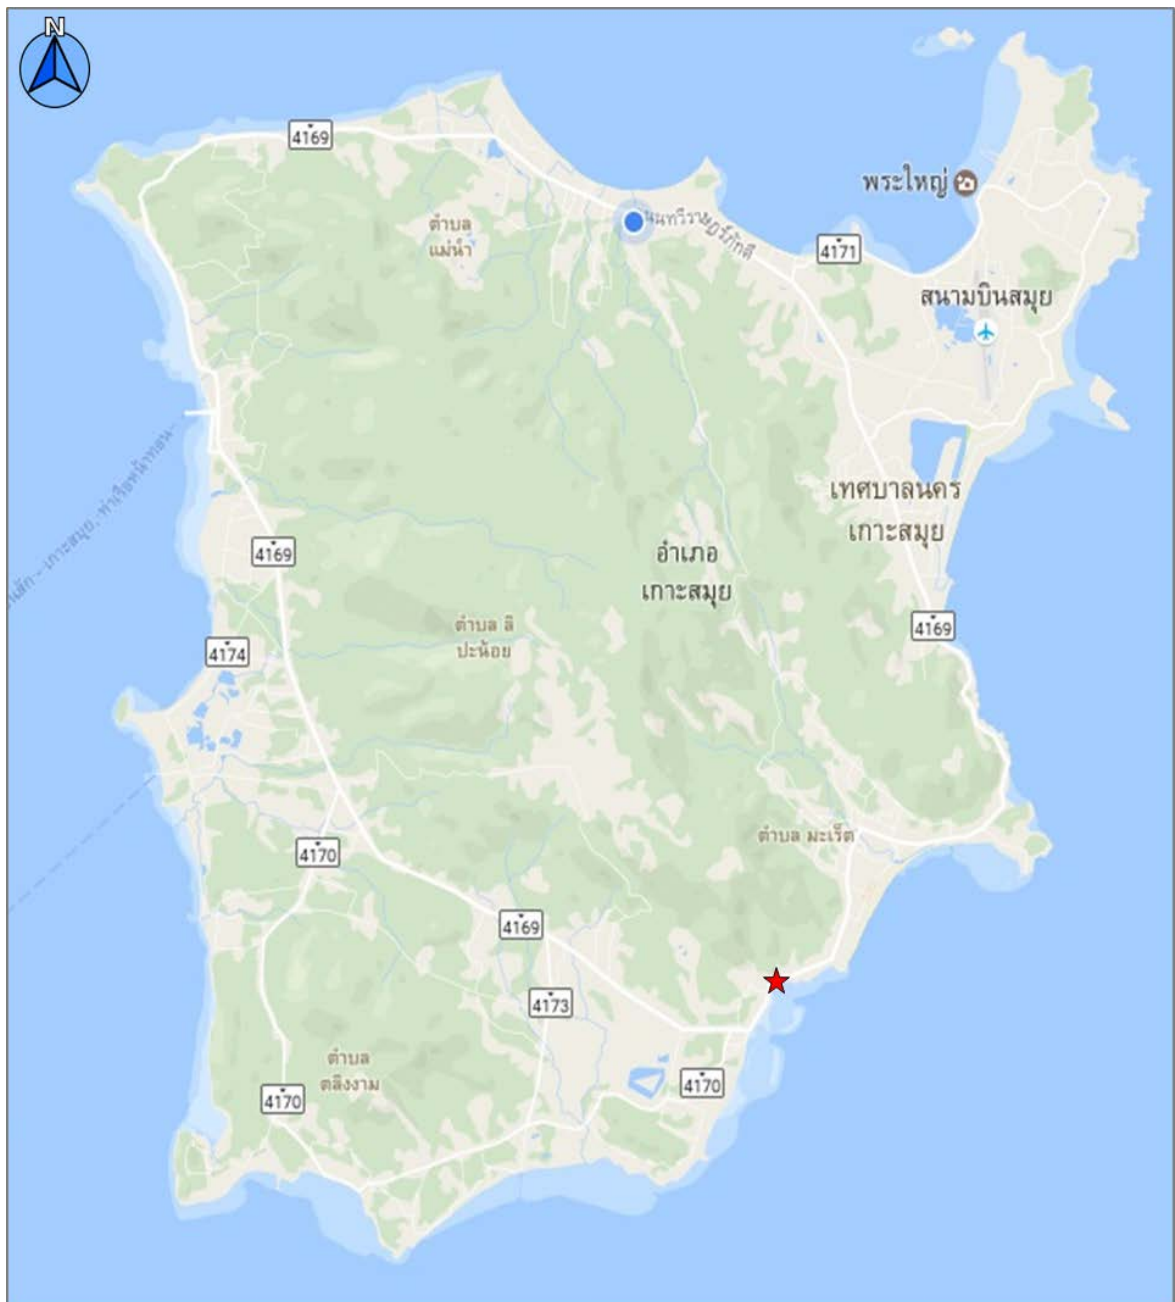 N
4169
พระใหญ่
ตำบล
แม่น้ำ
4171
สนามบินสมุย
เทศบาลนคร
เกาะสมุย
4169
อำเภอ
เกาะสมุย
4169
ตำบล ลิ
ปะน้อย
4174
ตำบล มะเร็ต
4170
4169
4173
ตำบล
ตลิ่งงาม
4170
4170